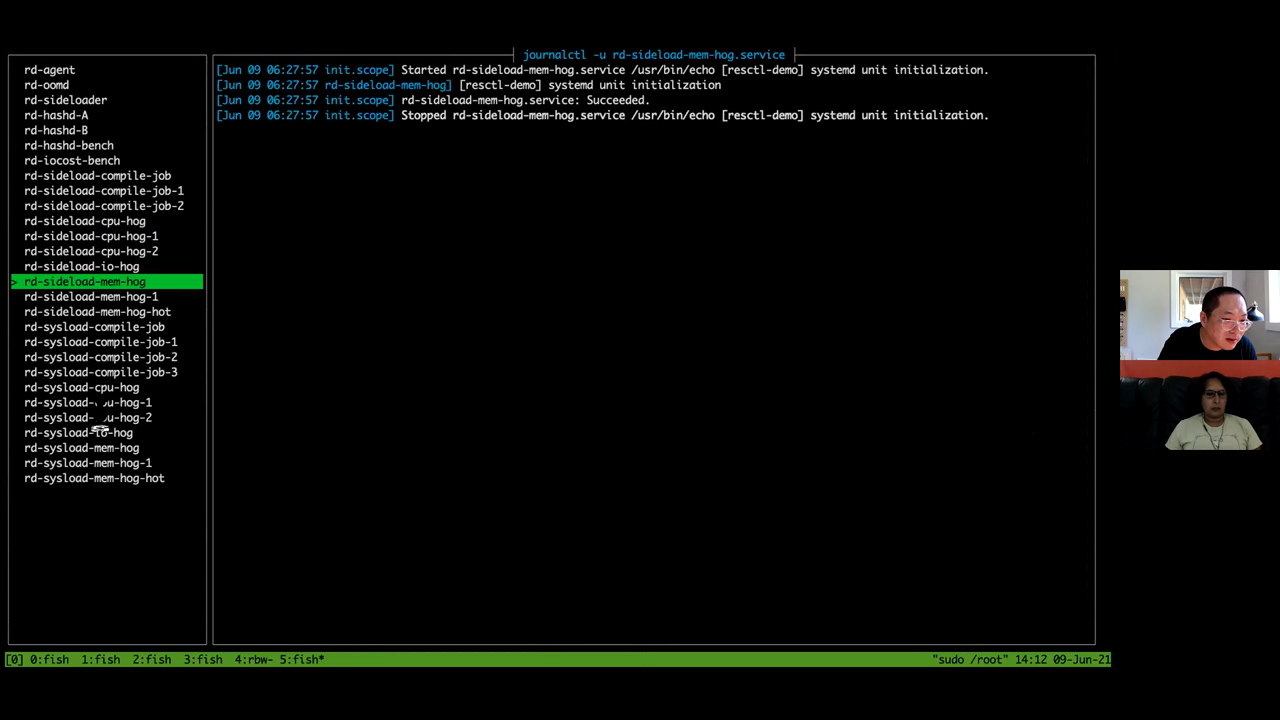 journalctl -u rd-sideload-mem-hog.service
rd-agent
rd-oomd
rd-sideloader
rd-hashd-A
rd-hashd-B
rd-hashd-bench
rd-iocost-bench
rd-sideload-compile-job
rd-sideload-compile-job-1
rd-sideload-compile-job-2
rd-sideload-cpu-hog
rd-sideload-cpu-hog-1
rd-sideload-cpu-hog-2
rd-sideload-io-hog
> rd-sideload-mem-hog
rd-sideload-mem-hog-1
rd-sideload-mem-hog-hot
rd-sysload-compile-job
rd-sysload-compile-job-1
rd-sysload-compile-job-2
rd-sysload-compile-job-3
rd-sysload-cpu-hog
rd-sysload-cpu-hog-1
rd-sysload-cpu-hog-2
rd-sysload-io-hog
rd-sysload-mem-hog
rd-sysload-mem-hog-1
rd-sysload-mem-hog-hot
[Jun 09 06:27:57 init.scope] Started rd-sideload-mem-hog.service /usr/bin/echo [resctl-demo] systemd unit initialization.
[Jun 09 06:27:57 rd-sideload-mem-hog] [resctl-demo] systemd unit initialization
[Jun 09 06:27:57 init.scope] rd-sideload-mem-hog.service: Succeeded.
[Jun 09 06:27:57 init.scope] Stopped rd-sideload-mem-hog.service /usr/bin/echo [resctl-demo] systemd unit initialization.
[0] 0:fish 1:fish 2:fish 3:fish 4:rbw- 5:fish* "sudo /root" 14:12 09-Jun-21